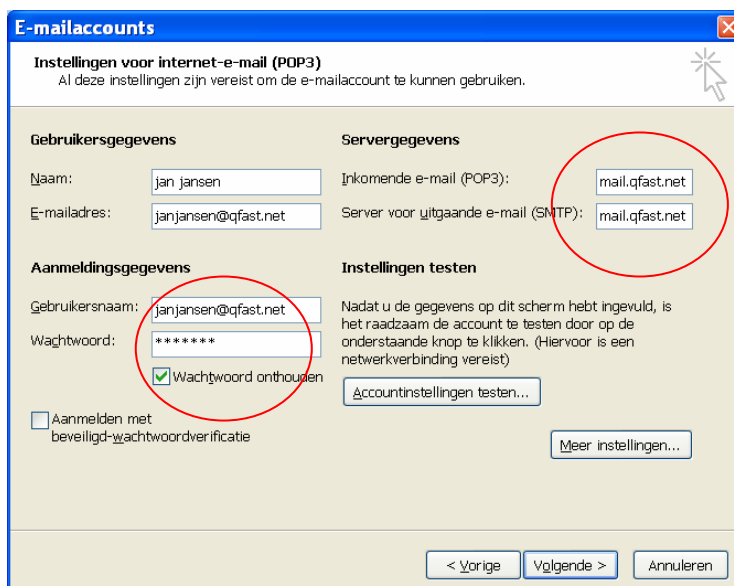 E-mailaccounts
Instellingen voor internet-e-mail (POP3)
Al deze instellingen zijn vereist om de e-mailaccount te kunnen gebruiken.
Gebruikersgegevens
Naam: jan jansen
E-mailadres: janjansen@qfast.net
Servergegevens
Inkomende e-mail (POP3): mail.qfast.net
Server voor uitgaande e-mail (SMTP): mail.qfast.net
Aanmeldingsgegevens
Gebruikersnaam: janjansen@qfast.net
Wachtwoord: *******
Wachtwoord onthouden
Aanmelden met
beveiligd-wachtwoordverificatie
Instellingen testen
Nadat u de gegevens op dit scherm hebt ingevuld, is
het raadzaam de account te testen door op de
onderstaande knop te klikken. (Hiervoor is een
netwerkverbinding vereist)
Accountinstellingen testen...
Meer instellingen...
< Vorige
Volgende >
Annuleren